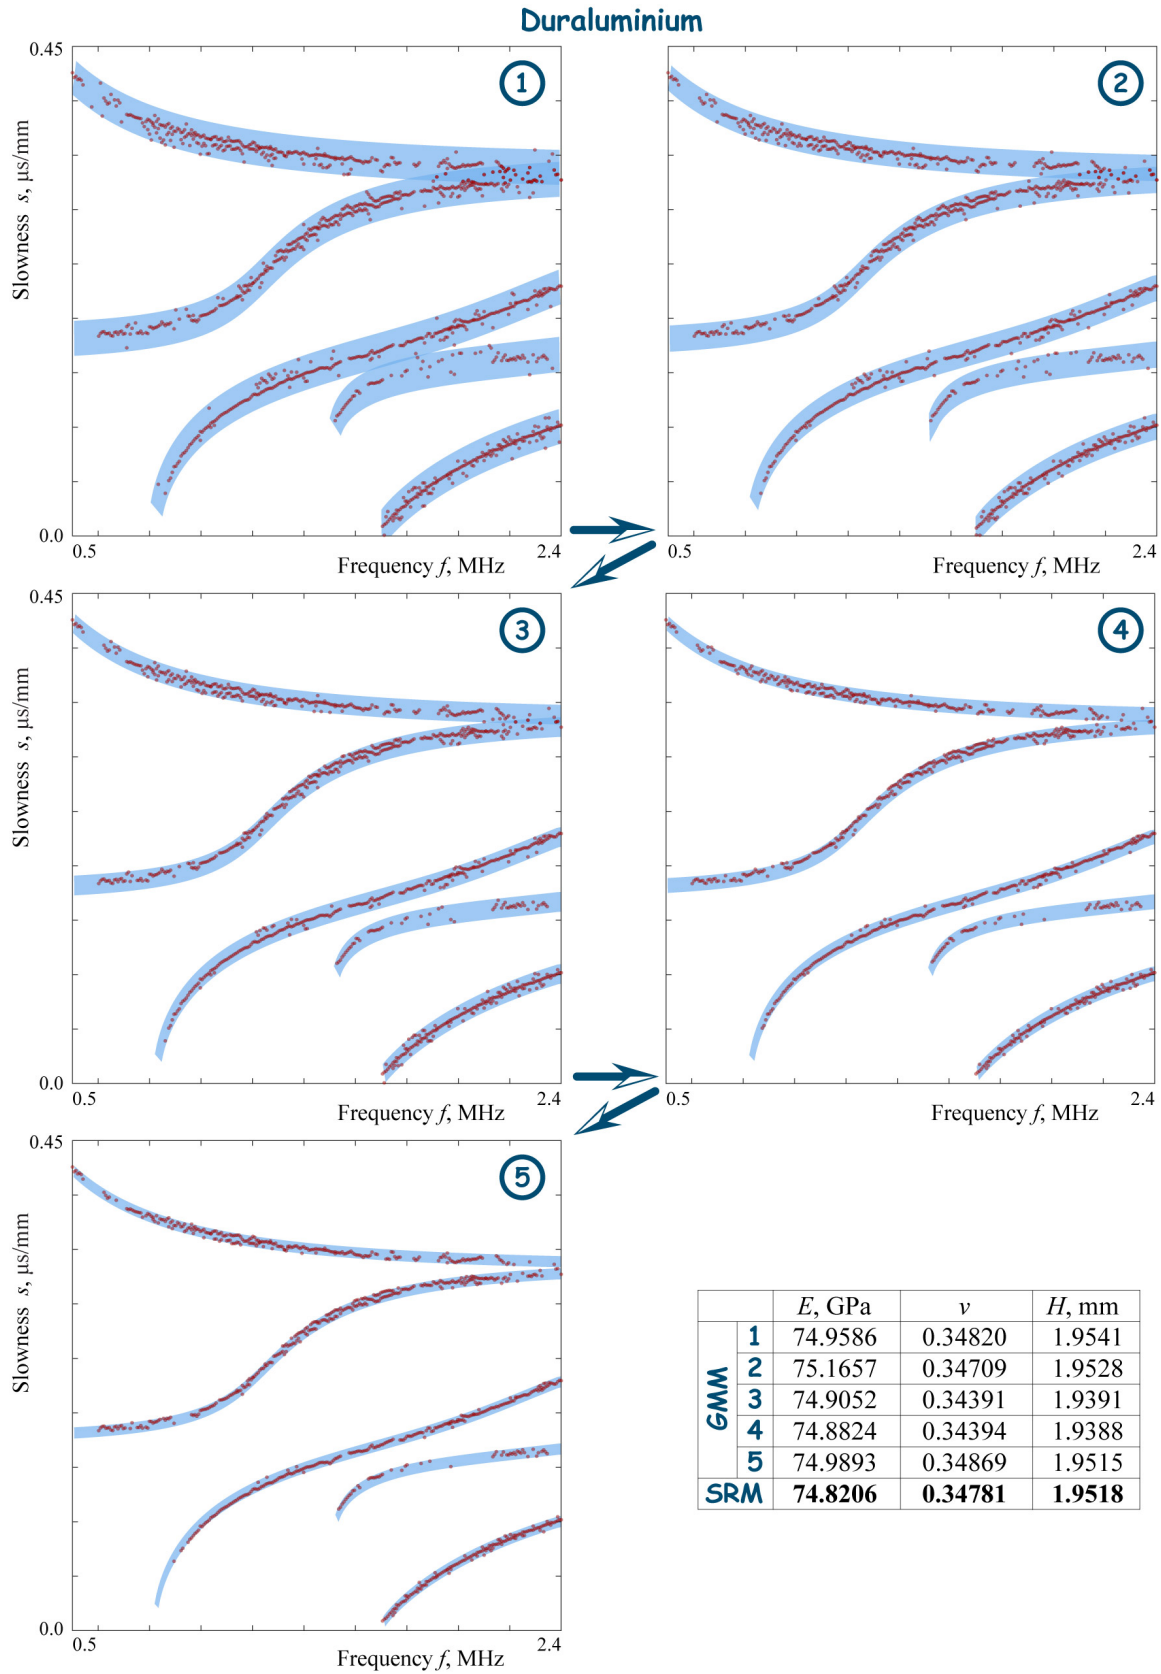 Duraluminium
0.45
1
2
Slowness s, μs/mm
0.0
0.5
2.4
0.5
2.4
Frequency f, MHz
Frequency f, MHz
0.45
3
4
Slowness s, μs/mm
0.0
0.5
2.4
0.5
2.4
Frequency f, MHz
Frequency f, MHz
0.45
5
Slowness s, μs/mm
0.0
0.5
2.4
Frequency f, MHz
E, GPa ν H, mm
GMM
1 74.9586 0.34820 1.9541
2 75.1657 0.34709 1.9528
3 74.9052 0.34391 1.9391
4 74.8824 0.34394 1.9388
5 74.9893 0.34869 1.9515
SRM 74.8206 0.34781 1.9518